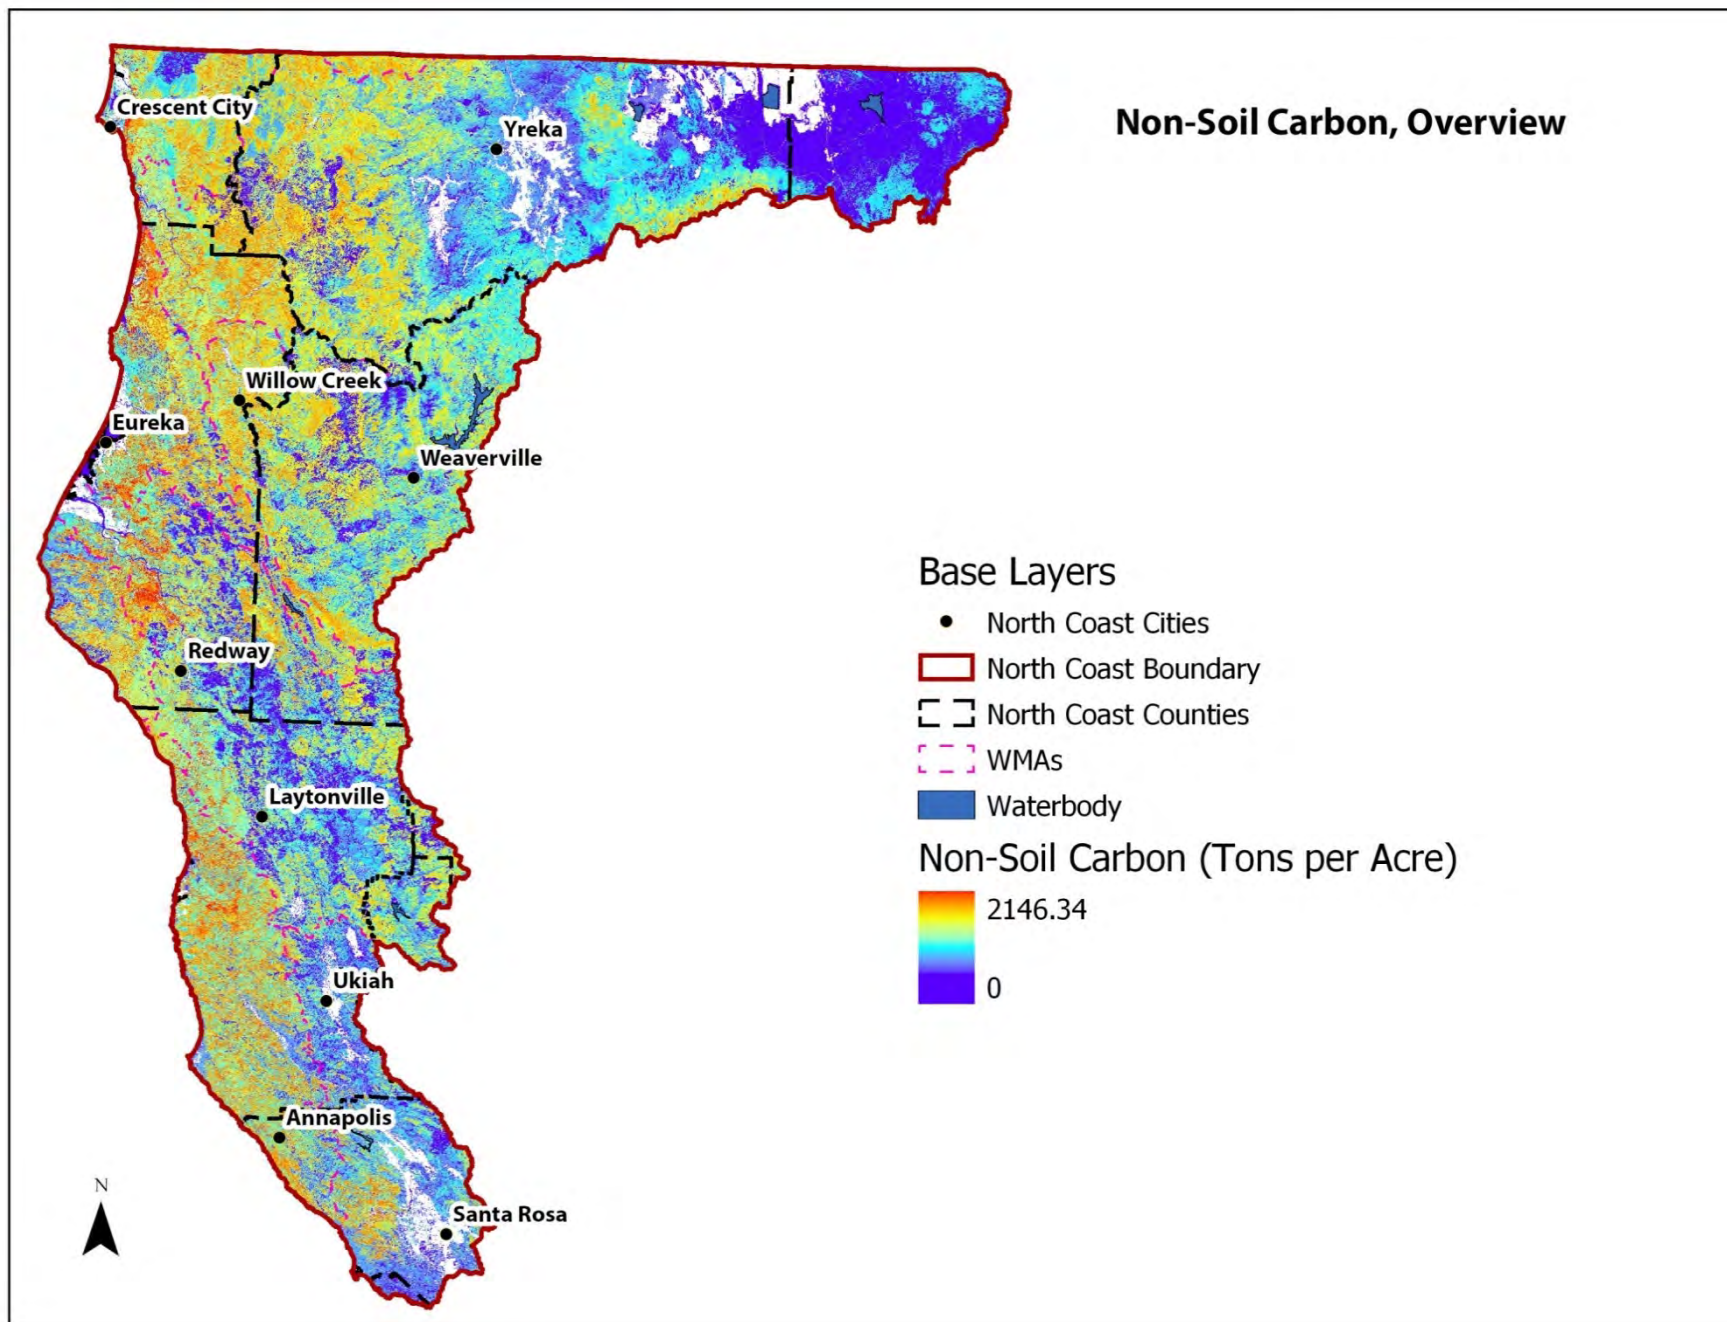 Non-Soil Carbon, Overview
Crescent City
Yreka
Willow Creek
Eureka
Weaverville
Redway
Laytonville
Ukiah
Annapolis
Santa Rosa
N
Base Layers
North Coast Cities
North Coast Boundary
North Coast Counties
WMAs
Waterbody
Non-Soil Carbon (Tons per Acre)
2146.34
0